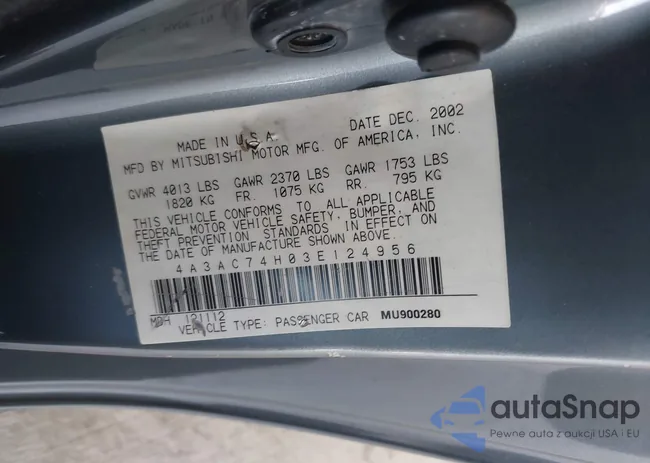 MADE IN U.S.A. DATE DEC. 2002
MFD BY MITSUBISHI MOTOR MFG. OF AMERICA, INC.
GVWR 4013 LBS GAWR 2370 LBS GAWR 1753 LBS
1820 KG FR. 1075 KG RR. 795 KG
THIS VEHICLE CONFORMS TO ALL APPLICABLE
FEDERAL MOTOR VEHICLE SAFETY, BUMPER, AND
THEFT PREVENTION STANDARDS IN EFFECT ON
THE DATE OF MANUFACTURE SHOWN ABOVE.
4A3AC74H03E124956
MDH 121112
VEHICLE TYPE: PASSENGER CAR MU900280
autaSnap
Pewne auta z aukcji USA i EU